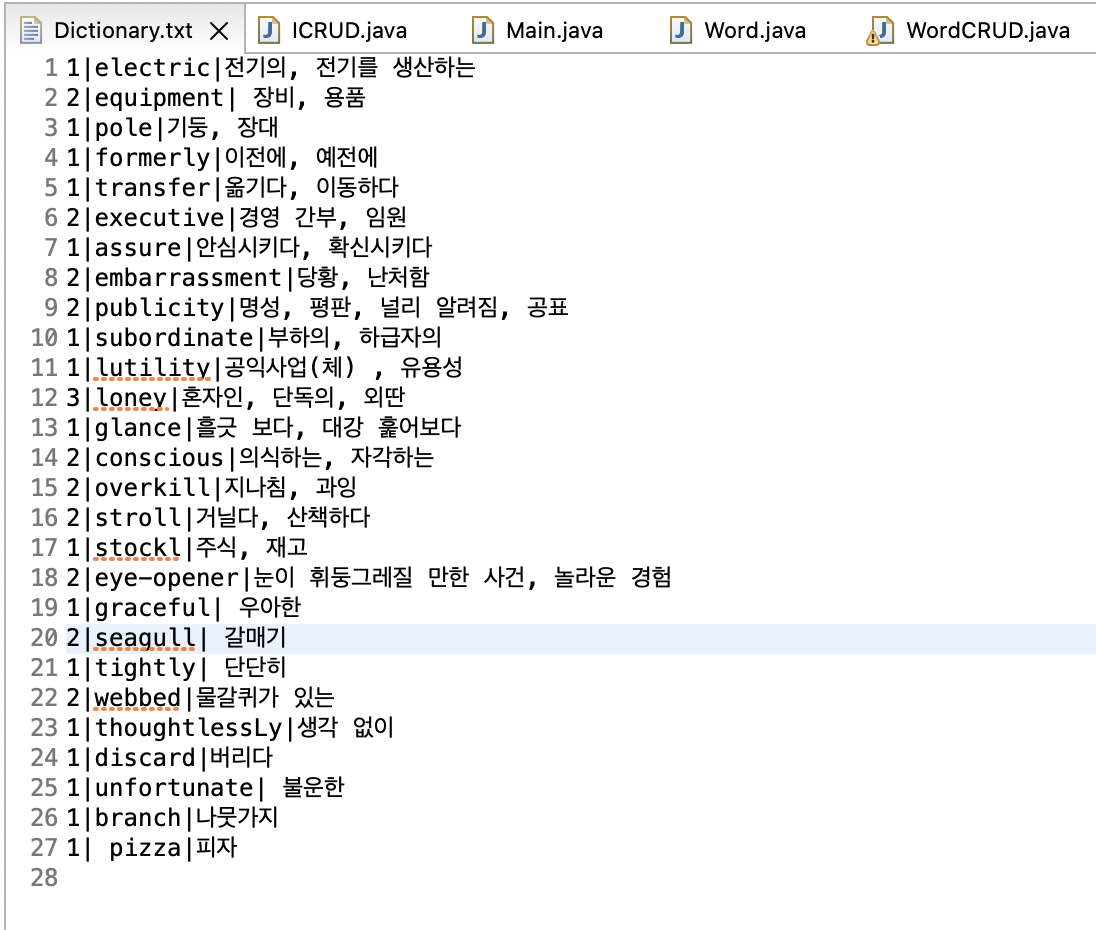 Dictionary.txt ICRUD.java Main.java Word.java WordCRUD.java
1 1|electric|전기의, 전기를 생산하는
2 2|equipment| 장비, 용품
3 1|pole|기둥, 장대
4 1|formerly|이전에, 예전에
5 1|transfer|옮기다, 이동하다
6 2|executive|경영 간부, 임원
7 1|assure|안심시키다, 확신시키다
8 2|embarrassment|당황, 난처함
9 2|publicity|명성, 평판, 널리 알려짐, 공표
10 1|subordinate|부하의, 하급자의
11 1|lutility|공익사업(체) , 유용성
12 3|loney|혼자인, 단독의, 외딴
13 1|glance|흘긋 보다, 대강 훑어보다
14 2|conscious|의식하는, 자각하는
15 2|overkill|지나침, 과잉
16 2|stroll|거닐다, 산책하다
17 1|stockl|주식, 재고
18 2|eye-opener|눈이 휘둥그레질 만한 사건, 놀라운 경험
19 1|graceful| 우아한
20 2|seagull| 갈매기
21 1|tightly| 단단히
22 2|webbed|물갈퀴가 있는
23 1|thoughtlessLy|생각 없이
24 1|discard|버리다
25 1|unfortunate| 불운한
26 1|branch|나뭇가지
27 1| pizza|피자
28